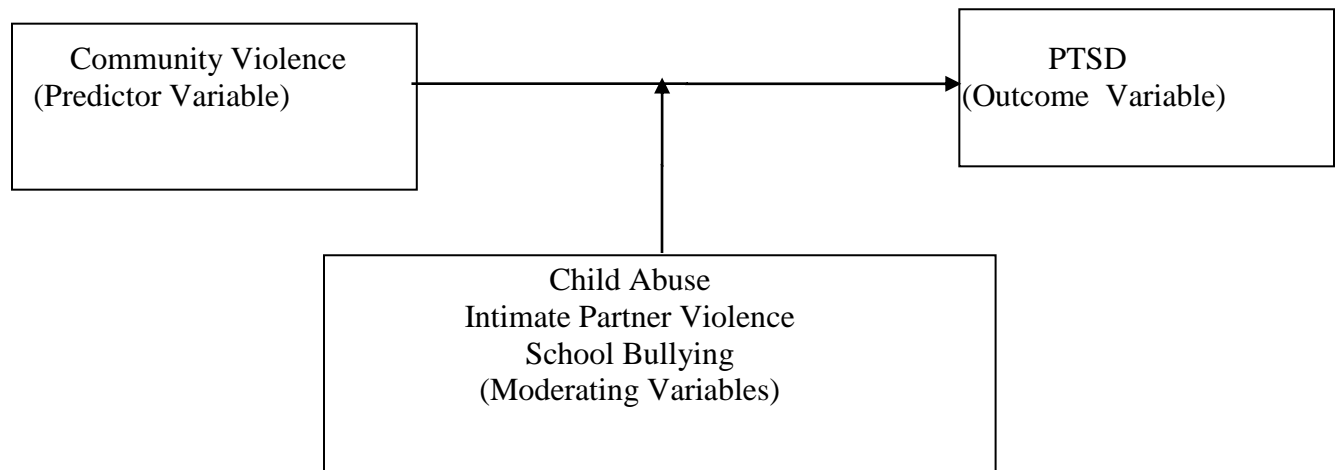 Community Violence
(Predictor Variable)
PTSD
(Outcome Variable)
Child Abuse
Intimate Partner Violence
School Bullying
(Moderating Variables)